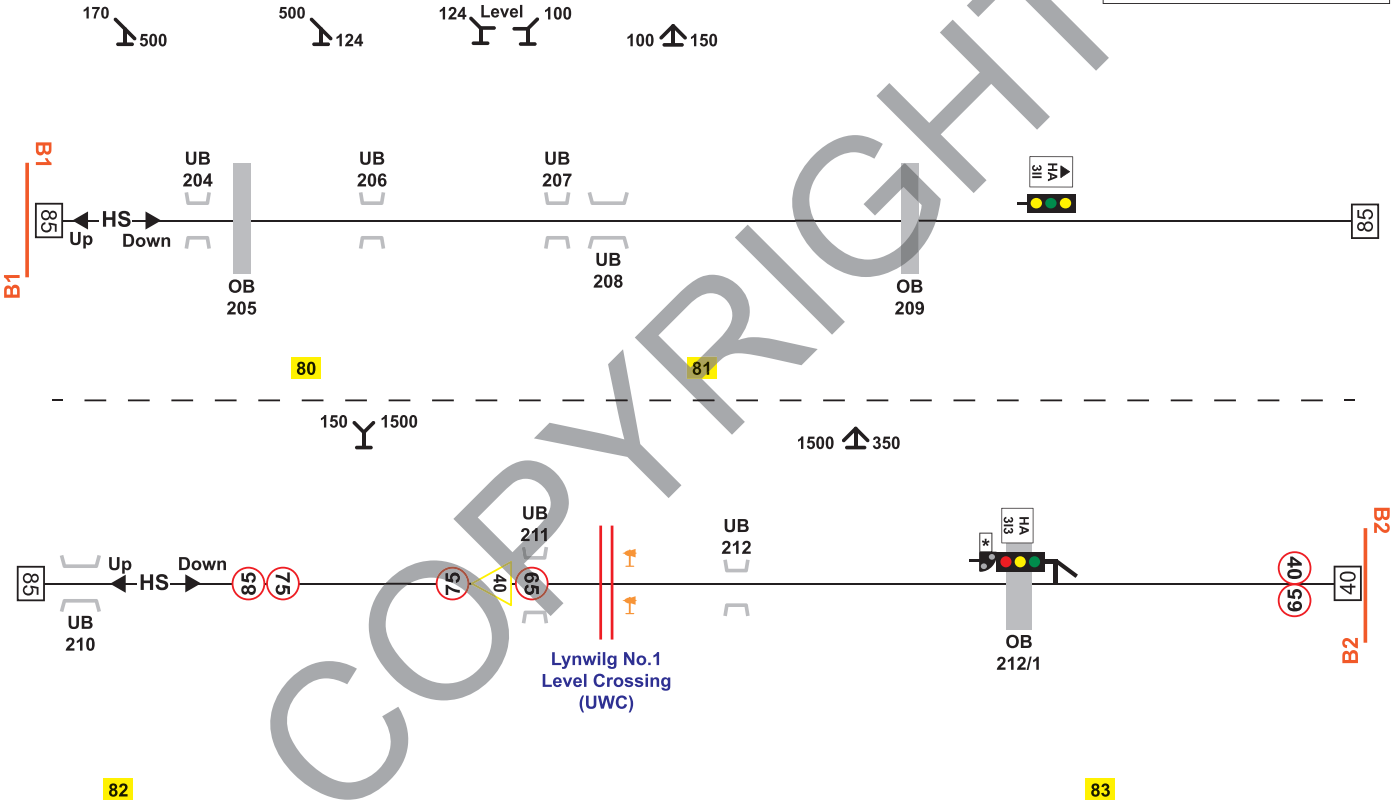 170
500
500
124
124 Level 100
100 150
B1
B1
85
Up
HS
Down
UB
204
OB
205
UB
206
UB
207
UB
208
OB
209
HA
311
85
80
81
150 1500
1500 350
85
UB
210
Up
HS
Down
85
75
75
40
UB
211
65
Lynwilg No.1
Level Crossing
(UWC)
UB
212
*
HA
313
OB
212/1
40
65
40
B2
B2
82
83
COPYRIGHT